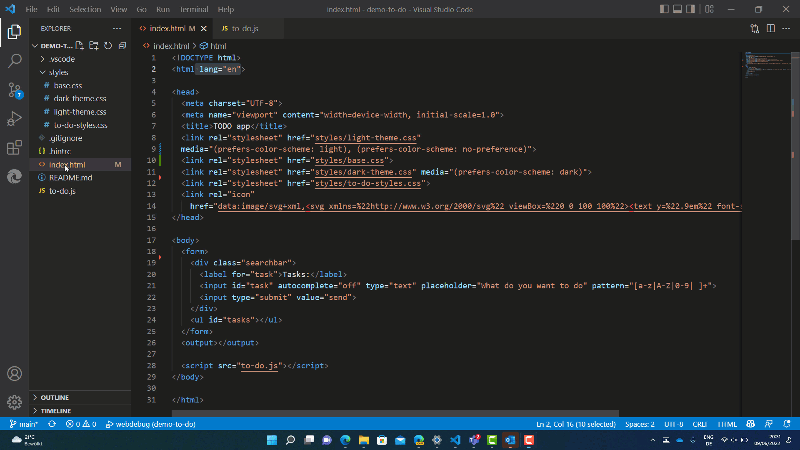 File Edit Selection View Go Run Terminal Help
index.html - demo-to-do - Visual Studio Code
EXPLORER
DEMO-T...
.vscode
styles
base.css
dark_theme.css
light-theme.css
to-do-styles.css
.gitignore
.hintrc
index.html M
README.md
to-do.js
OUTLINE
TIMELINE
index.html M to-do.js
index.html > html
1 <!DOCTYPE html>
2 <html lang="en">
3
4 <head>
5 <meta charset="UTF-8">
6 <meta name="viewport" content="width=device-width, initial-scale=1.0">
7 <title>TODO app</title>
8 <link rel="stylesheet" href="styles/light-theme.css"
9 media="(prefers-color-scheme: light), (prefers-color-scheme: no-preference)">
10 <link rel="stylesheet" href="styles/base.css">
11 <link rel="stylesheet" href="styles/dark-theme.css" media="(prefers-color-scheme: dark)">
12 <link rel="stylesheet" href="styles/to-do-styles.css">
13 <link rel="icon"
14 href="data:image/svg+xml,<svg xmlns=%22http://www.w3.org/2000/svg%22 viewBox=%220 0 100 100%22><text y=%22.9em%22 font-s
15 </head>
16
17 <body>
18 <form>
19 <div class="searchbar">
20 <label for="task">Tasks:</label>
21 <input id="task" autocomplete="off" type="text" placeholder="What do you want to do" pattern="[a-z|A-Z|0-9| ]+">
22 <input type="submit" value="send">
23 </div>
24 <ul id="tasks"></ul>
25 </form>
26 <output></output>
27
28 <script src="to-do.js"></script>
29 </body>
30
31 </html>
main* 0 0 webdebug (demo-to-do) Ln 2, Col 16 (10 selected) Spaces: 2 UTF-8 CRLF HTML
21°C
ENG
DE